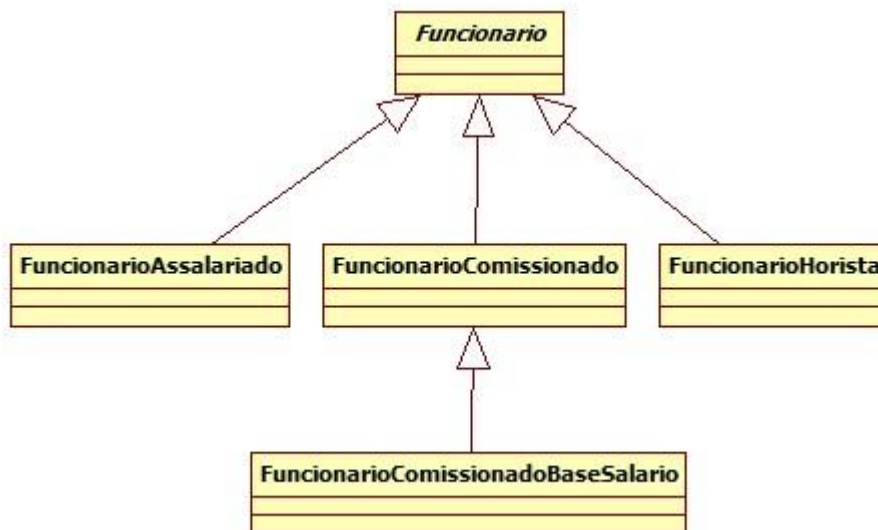 Funcionario
FuncionarioAssalariado
FuncionarioComissionado
FuncionarioHorista
FuncionarioComissionadoBaseSalario